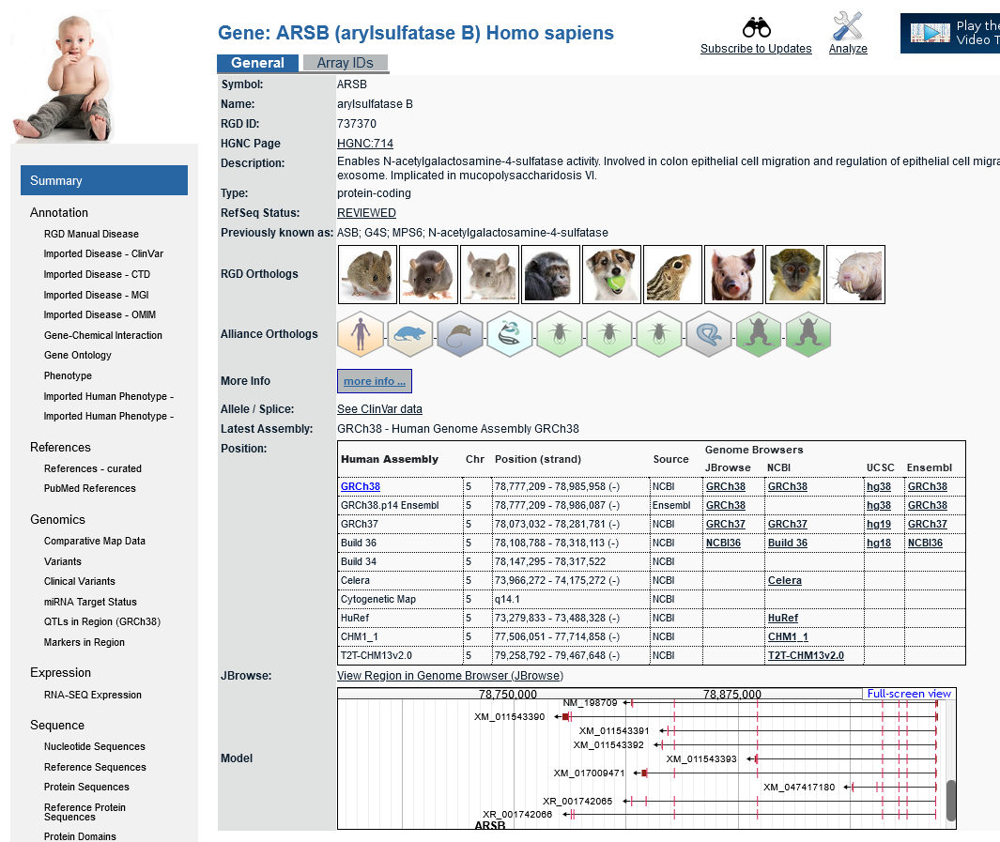 Gene: ARSB (arylsulfatase B) Homo sapiens
Subscribe to Updates
Analyze
Play the
Video T
General
Array IDs
Summary
Annotation
RGD Manual Disease
Imported Disease - ClinVar
Imported Disease - CTD
Imported Disease - MGI
Imported Disease - OMIM
Gene-Chemical Interaction
Gene Ontology
Phenotype
Imported Human Phenotype -
Imported Human Phenotype -
References
References - curated
PubMed References
Genomics
Comparative Map Data
Variants
Clinical Variants
miRNA Target Status
QTLs in Region (GRCh38)
Markers in Region
Expression
RNA-SEQ Expression
Sequence
Nucleotide Sequences
Reference Sequences
Protein Sequences
Reference Protein
Sequences
Protein Domains
Symbol: ARSB
Name: arylsulfatase B
RGD ID: 737370
HGNC Page HGNC:714
Description: Enables N-acetylgalactosamine-4-sulfatase activity. Involved in colon epithelial cell migration and regulation of epithelial cell migra
exosome. Implicated in mucopolysaccharidosis VI.
Type: protein-coding
RefSeq Status: REVIEWED
Previously known as: ASB; G4S; MPS6; N-acetylgalactosamine-4-sulfatase
RGD Orthologs
Alliance Orthologs
More Info more info ...
Allele / Splice: See ClinVar data
Latest Assembly: GRCh38 - Human Genome Assembly GRCh38
Position:
Human Assembly Chr Position (strand) Source Genome Browsers
JBrowse NCBI UCSC Ensembl
GRCh38 5 78,777,209 - 78,985,958 (-) NCBI GRCh38 GRCh38 hg38 GRCh38
GRCh38.p14 Ensembl 5 78,777,209 - 78,986,087 (-) Ensembl GRCh38 hg38 GRCh38
GRCh37 5 78,073,032 - 78,281,781 (-) NCBI GRCh37 GRCh37 hg19 GRCh37
Build 36 5 78,108,788 - 78,318,113 (-) NCBI NCBI36 Build 36 hg18 NCBI36
Build 34 5 78,147,295 - 78,317,522 NCBI
Celera 5 73,966,272 - 74,175,272 (-) NCBI Celera
Cytogenetic Map 5 q14.1 NCBI
HuRef 5 73,279,833 - 73,488,328 (-) NCBI HuRef
CHM1_1 5 77,506,051 - 77,714,858 (-) NCBI CHM1_1
T2T-CHM13v2.0 5 79,258,792 - 79,467,648 (-) NCBI T2T-CHM13v2.0
JBrowse: View Region in Genome Browser (JBrowse)
Model
78,750,000 78,875,000 Full-screen view
NM_198709
XM_011543390
XM_011543391
XM_011543392
XM_011543393
XM_017009471
XM_047417180
XR_001742065
XR_001742066
ARSB